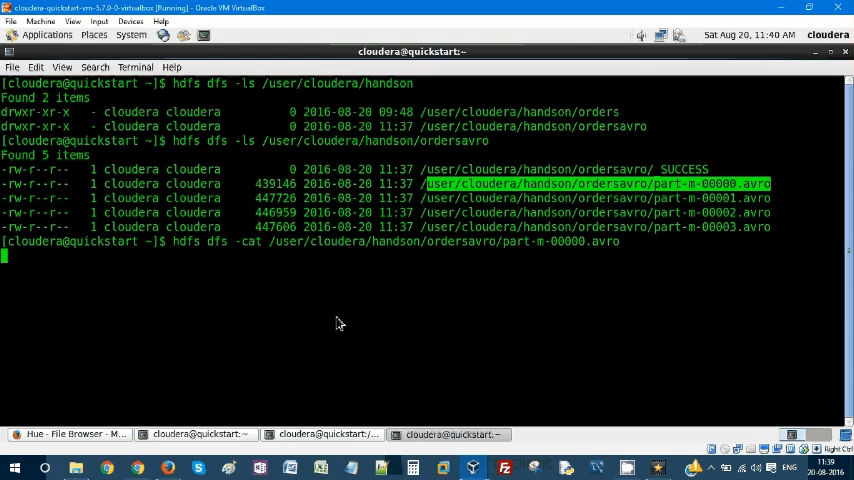 cloudera-quickstart-vm-5.7.0-0-virtualbox [Running] - Oracle VM VirtualBox
File Machine View Input Devices Help
Applications Places System Sat Aug 20, 11:40 AM cloudera
cloudera@quickstart:~
File Edit View Search Terminal Help
[cloudera@quickstart ~]$ hdfs dfs -ls /user/cloudera/handson
Found 2 items
drwxr-xr-x - cloudera cloudera 0 2016-08-20 09:48 /user/cloudera/handson/orders
drwxr-xr-x - cloudera cloudera 0 2016-08-20 11:37 /user/cloudera/handson/ordersavro
[cloudera@quickstart ~]$ hdfs dfs -ls /user/cloudera/handson/ordersavro
Found 5 items
-rw-r--r-- 1 cloudera cloudera 0 2016-08-20 11:37 /user/cloudera/handson/ordersavro/_SUCCESS
-rw-r--r-- 1 cloudera cloudera 439146 2016-08-20 11:37 /user/cloudera/handson/ordersavro/part-m-00000.avro
-rw-r--r-- 1 cloudera cloudera 447726 2016-08-20 11:37 /user/cloudera/handson/ordersavro/part-m-00001.avro
-rw-r--r-- 1 cloudera cloudera 446959 2016-08-20 11:37 /user/cloudera/handson/ordersavro/part-m-00002.avro
-rw-r--r-- 1 cloudera cloudera 447606 2016-08-20 11:37 /user/cloudera/handson/ordersavro/part-m-00003.avro
[cloudera@quickstart ~]$ hdfs dfs -cat /user/cloudera/handson/ordersavro/part-m-00000.avro
Hue - File Browser - M... cloudera@quickstart:~ cloudera@quickstart:/... cloudera@quickstart:~
Right Ctrl
ENG 11:39
20-08-2016